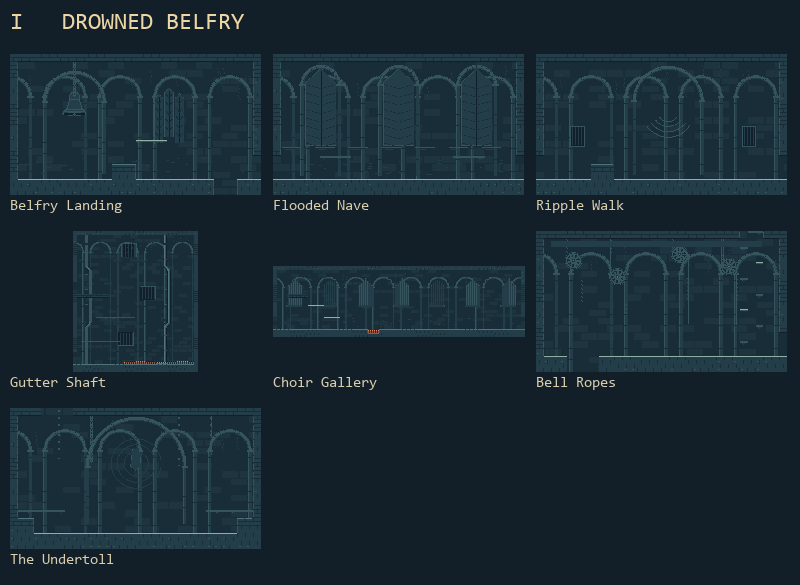 I DROWNED BELFRY
Belfry Landing
Flooded Nave
Ripple Walk
Gutter Shaft
Choir Gallery
Bell Ropes
The Undertoll